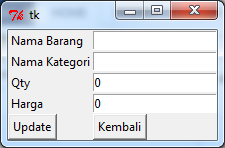 tk
Nama Barang
Nama Kategori
Qty 0
Harga 0
Update Kembali